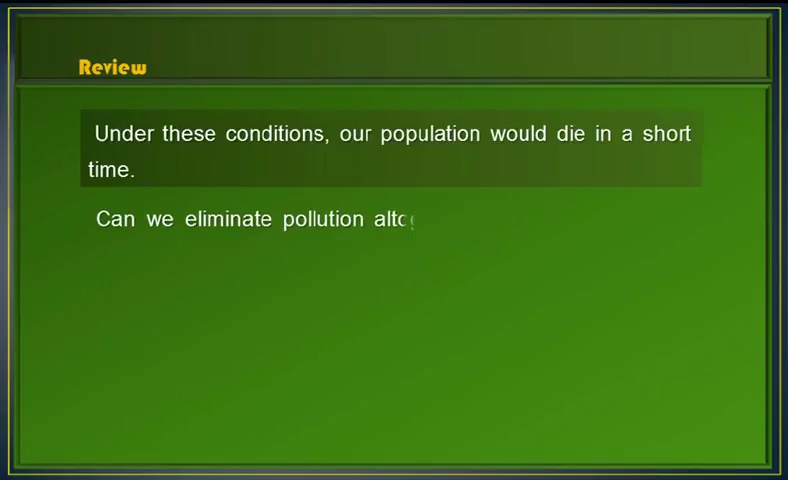 Review
Under these conditions, our population would die in a short
time.
Can we eliminate pollution